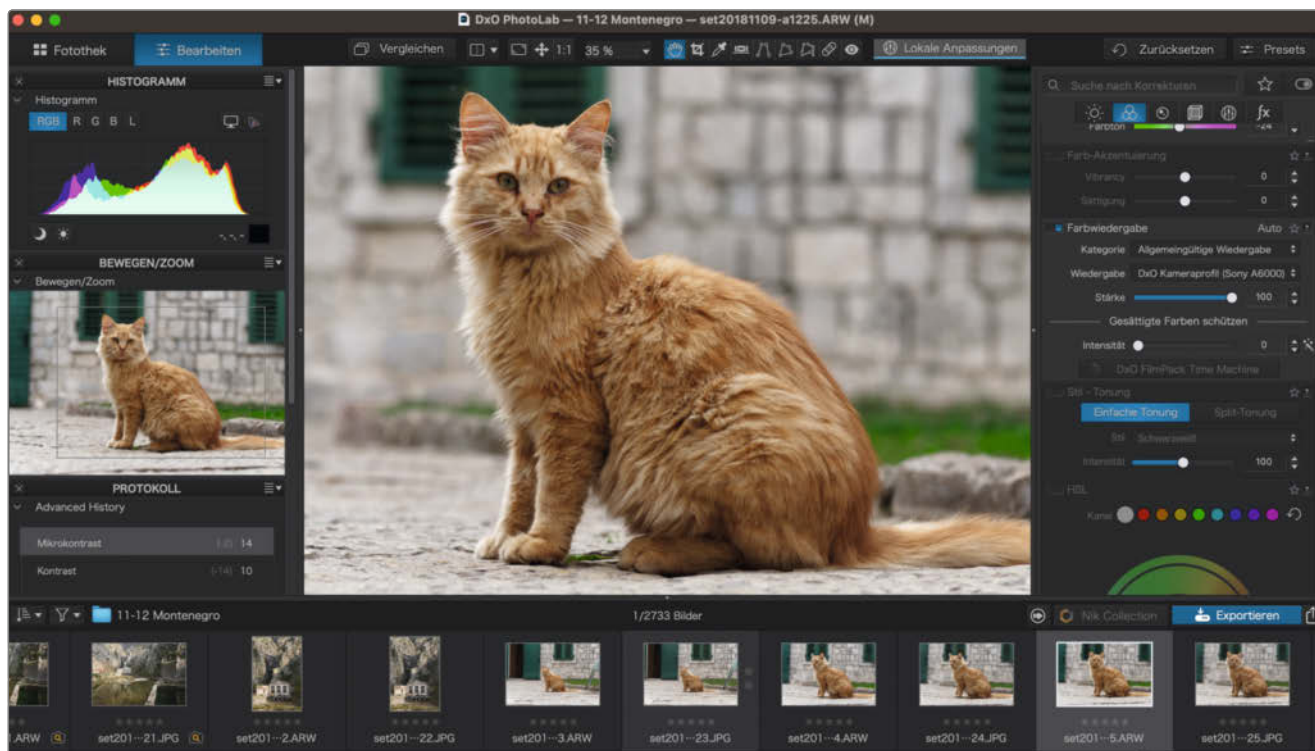 DxO PhotoLab — 11-12 Montenegro — set20181109-a1225.ARW (M)
Fotothek
Bearbeiten
Vergleichen
1:1
35 %
Lokale Anpassungen
Zurücksetzen
Presets
HISTOGRAMM
Histogramm
RGB R G B L
BEWEGEN/ZOOM
Bewegen/Zoom
PROTOKOLL
Advanced History
Mikrokontrast 14
Kontrast (-14) 10
Suche nach Korrekturen
fx
Farbton -24
Farb-Akzentuierung
Vibrancy 0
Sättigung 0
Farbwiedergabe Auto
Kategorie Allgemeingültige Wiedergabe
Wiedergabe DxO Kameraprofil (Sony A6000)
Stärke 100
Gesättigte Farben schützen
Intensität 0
DxO FilmPack Time Machine
Stil - Tonung
Einfache Tonung Split-Tonung
Stil Schwarzweiß
Intensität 100
HSL
Kanal
11-12 Montenegro
1/2733 Bilder
Nik Collection
Exportieren
1.ARW
set201···21.JPG
set201···2.ARW
set201···22.JPG
set201···3.ARW
set201···23.JPG
set201···4.ARW
set201···24.JPG
set201···5.ARW
set201···25.JPG